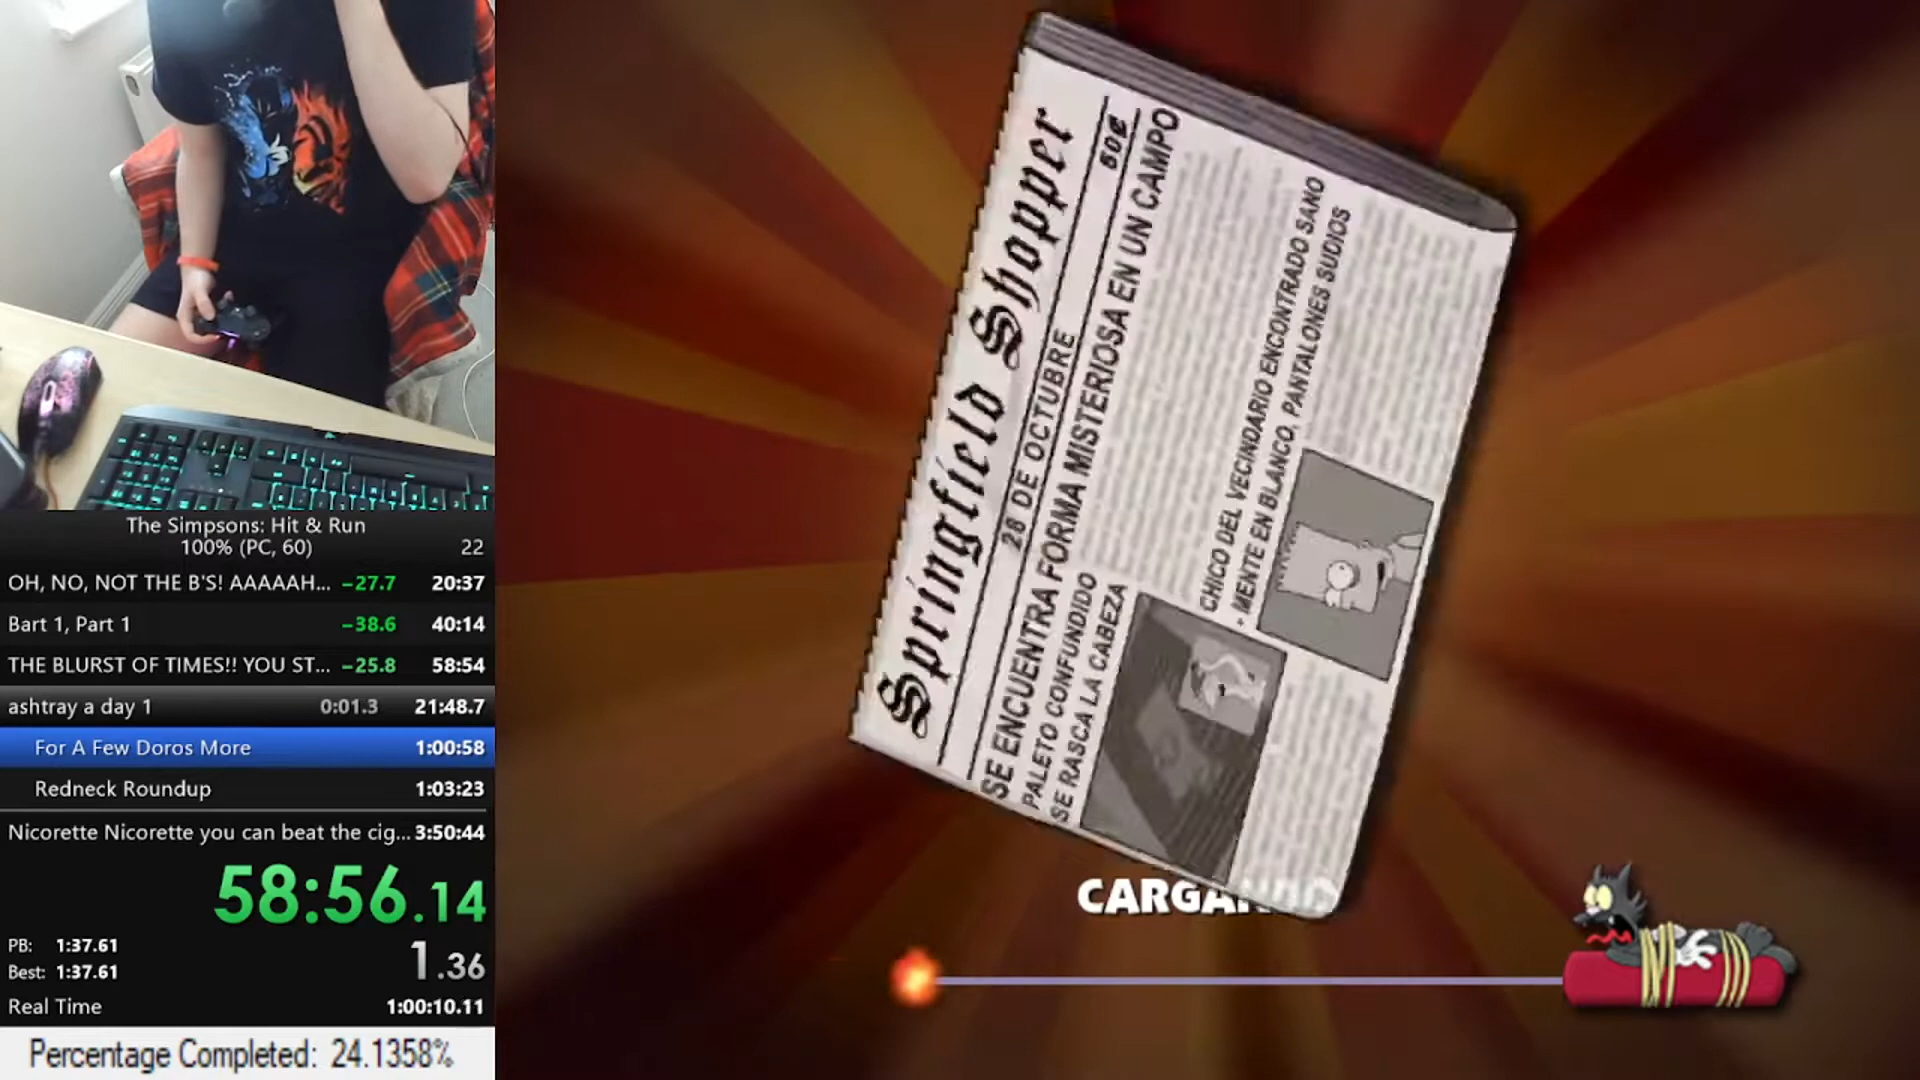 The Simpsons: Hit & Run
100% (PC, 60) 22
OH, NO, NOT THE B'S! AAAAAH... −27.7 20:37
Bart 1, Part 1 −38.6 40:14
THE BLURST OF TIMES!! YOU ST... −25.8 58:54
ashtray a day 1 0:01.3 21:48.7
For A Few Doros More 1:00:58
Redneck Roundup 1:03:23
Nicorette Nicorette you can beat the cig... 3:50:44
58:56.14
PB: 1:37.61
1.36
Best: 1:37.61
Real Time 1:00:10.11
Percentage Completed: 24.1358%
Springfield Shopper
28 DE OCTUBRE 50¢
SE ENCUENTRA FORMA MISTERIOSA EN UN CAMPO
PALETO CONFUNDIDO
SE RASCA LA CABEZA
CHICO DEL VECINDARIO ENCONTRADO SANO
- MENTE EN BLANCO, PANTALONES SUDIOS